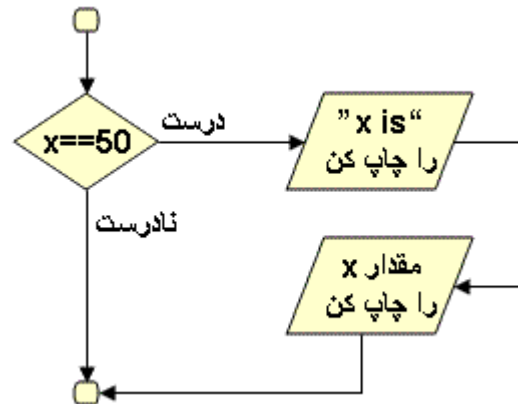 x==50
درست
“x is”
را چاپ کن
نادرست
مقدار x
را چاپ کن